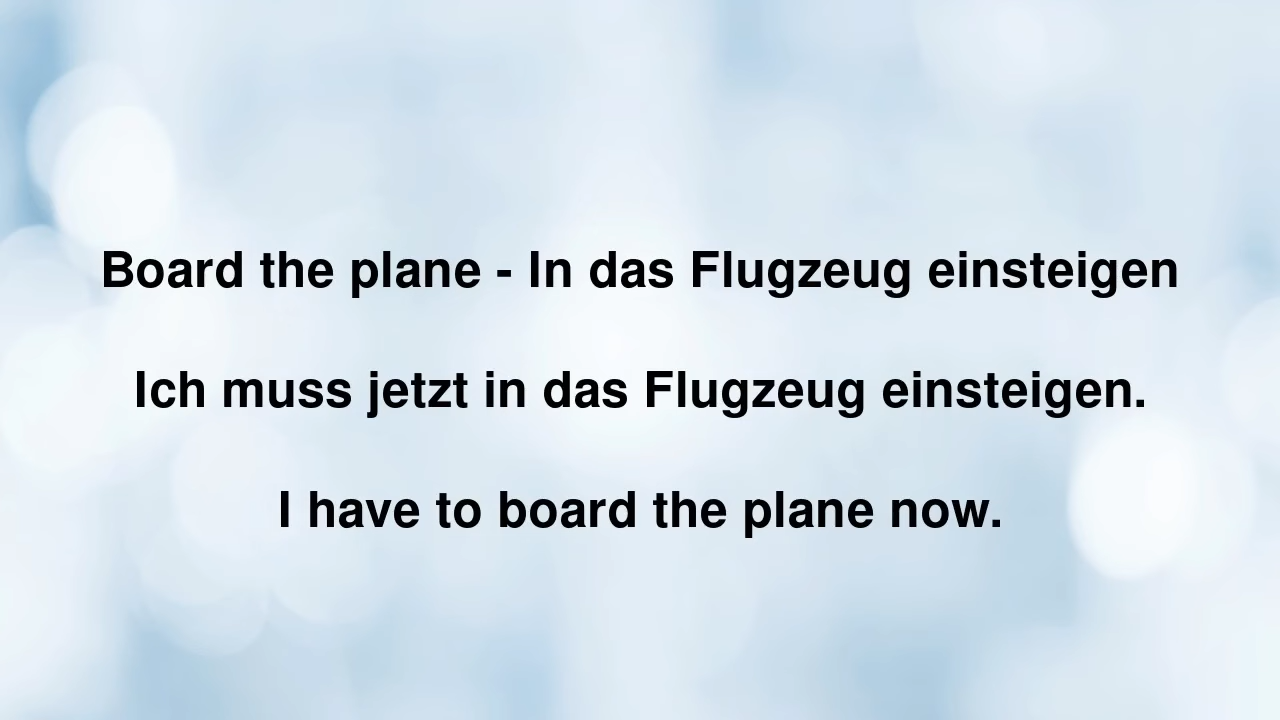 Board the plane - In das Flugzeug einsteigen
Ich muss jetzt in das Flugzeug einsteigen.
I have to board the plane now.